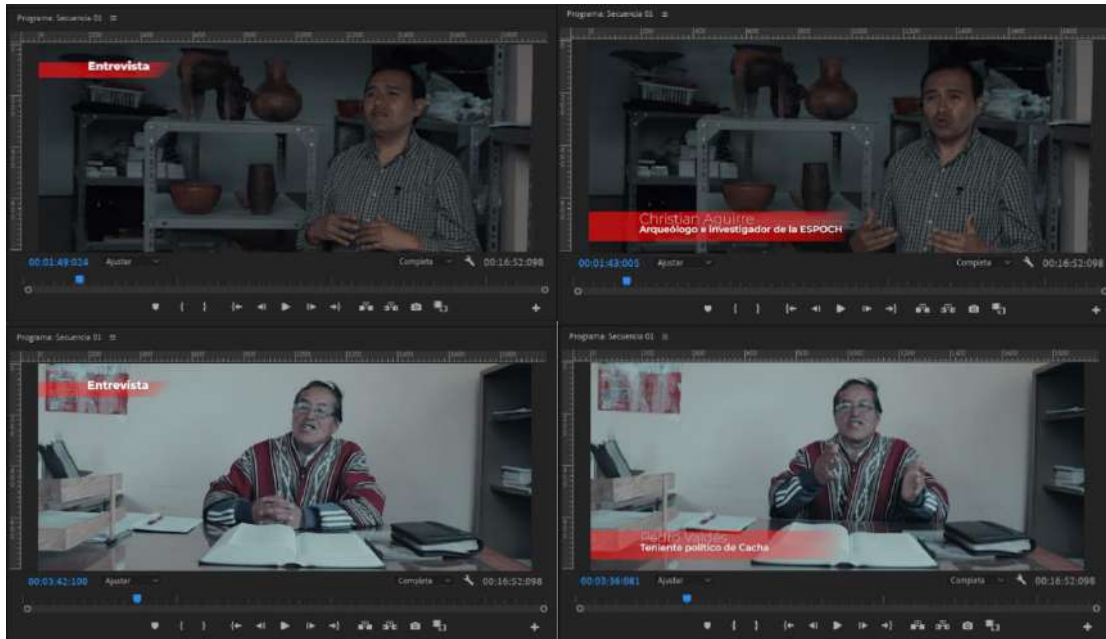 Programa: Secuencia 01
Entrevista
00:01:49:024 Ajustar Completa 00:16:52:098
Programa: Secuencia 01
Christian Aguirre
Arqueólogo e investigador de la ESPOCH
00:01:43:005 Ajustar Completa 00:16:52:098
Programa: Secuencia 01
Entrevista
00:03:42:100 Ajustar Completa 00:16:52:098
Programa: Secuencia 01
Pedro Valdés
Teniente político de Cacha
00:03:36:081 Ajustar Completa 00:16:52:098